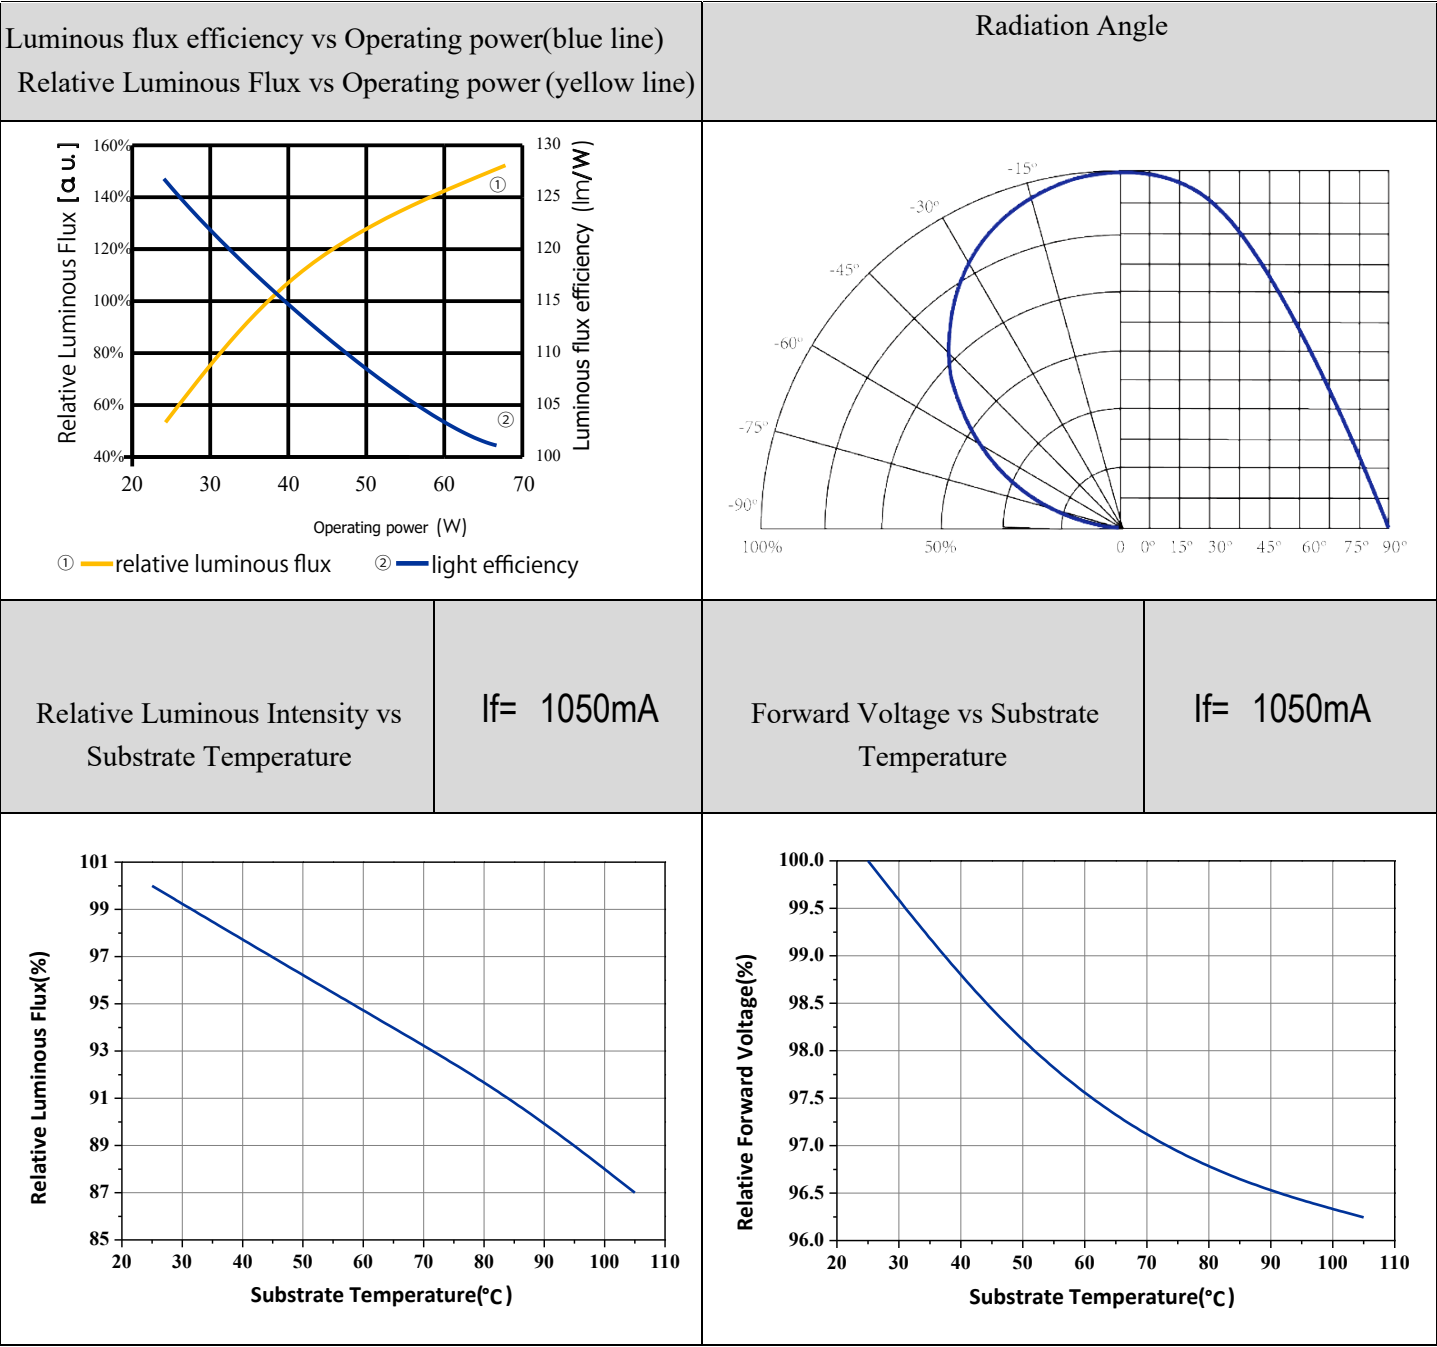 Luminous flux efficiency vs Operating power(blue line)
Relative Luminous Flux vs Operating power (yellow line)
Radiation Angle
Relative Luminous Flux [a.u.]
160%
140%
120%
100%
80%
60%
40%
130
125
120
115
110
105
100
Luminous flux efficiency (lm/W)
①
②
20 30 40 50 60 70
Operating power (W)
① relative luminous flux ② light efficiency
-15°
-30°
-45°
-60°
-75°
-90°
100% 50% 0 0° 15° 30° 45° 60° 75° 90°
Relative Luminous Intensity vs
Substrate Temperature
If= 1050mA
Forward Voltage vs Substrate
Temperature
If= 1050mA
Relative Luminous Flux(%)
101
99
97
95
93
91
89
87
85
20 30 40 50 60 70 80 90 100 110
Substrate Temperature(°C)
Relative Forward Voltage(%)
100.0
99.5
99.0
98.5
98.0
97.5
97.0
96.5
96.0
20 30 40 50 60 70 80 90 100 110
Substrate Temperature(°C)